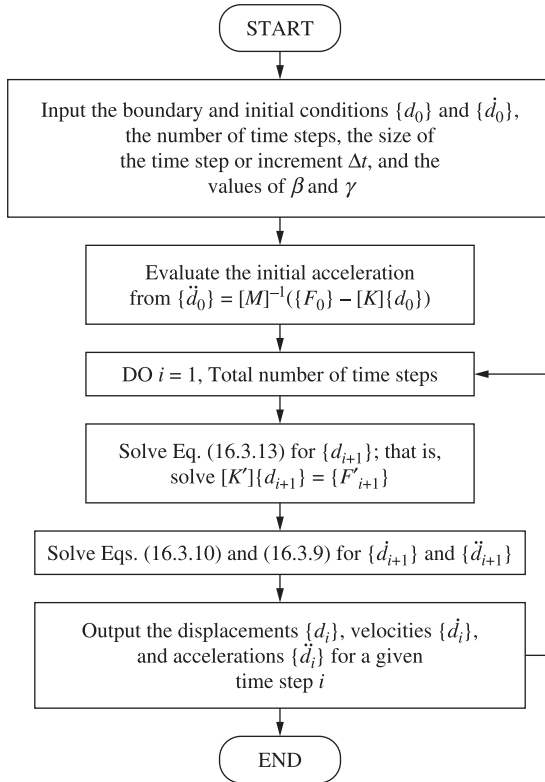 START
Input the boundary and initial conditions {d₀} and {ḋ₀},
the number of time steps, the size of
the time step or increment Δt, and the
values of β and γ
Evaluate the initial acceleration
from {d̈₀} = [M]⁻¹({F₀} − [K]{d₀})
DO i = 1, Total number of time steps
Solve Eq. (16.3.13) for {dᵢ₊₁}; that is,
solve [K′]{dᵢ₊₁} = {F′ᵢ₊₁}
Solve Eqs. (16.3.10) and (16.3.9) for {ḋᵢ₊₁} and {d̈ᵢ₊₁}
Output the displacements {dᵢ}, velocities {ḋᵢ},
and accelerations {d̈ᵢ} for a given
time step i
END